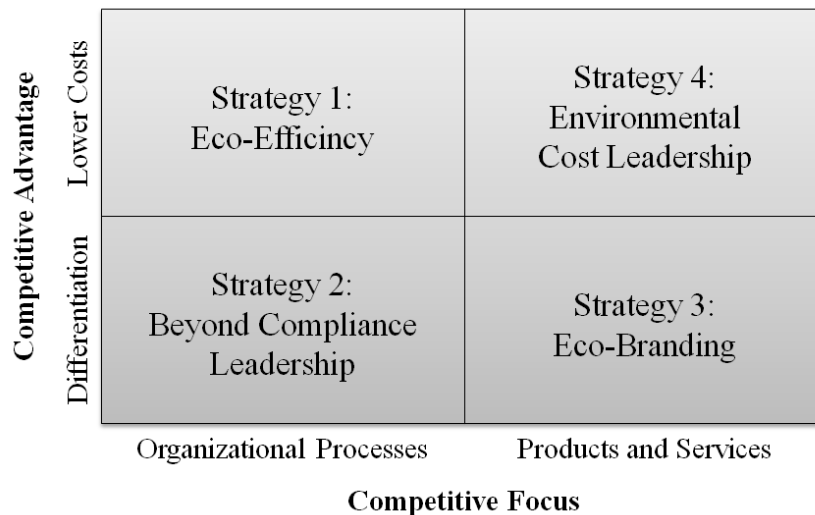 Competitive Advantage
Lower Costs
Differentiation
Strategy 1:
Eco-Efficincy
Strategy 4:
Environmental
Cost Leadership
Strategy 2:
Beyond Compliance
Leadership
Strategy 3:
Eco-Branding
Organizational Processes
Products and Services
Competitive Focus